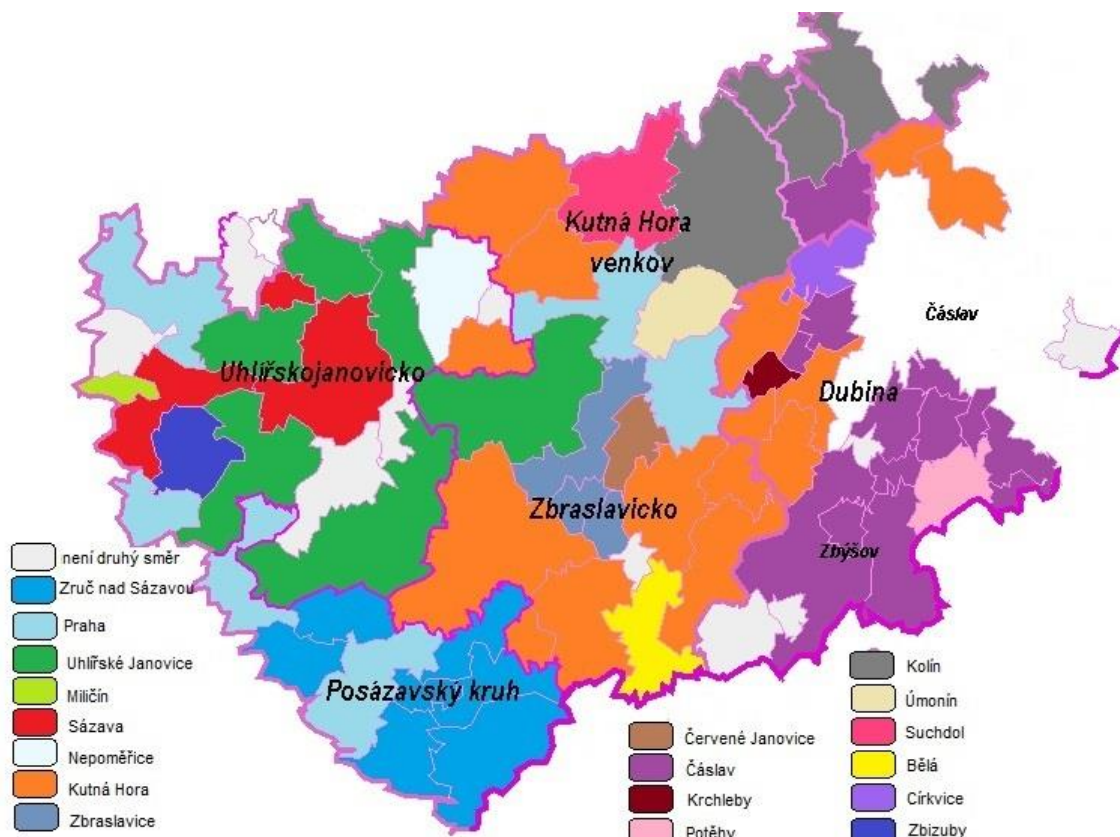 Kutná Hora
venkov
Čáslav
Uhlířskojanovicko
Dubina
Zbraslavicko
Zbýšov
Posázavský kruh
není druhý směr
Zruč nad Sázavou
Praha
Uhlířské Janovice
Miličín
Sázava
Nepoměřice
Kutná Hora
Zbraslavice
Červené Janovice
Čáslav
Krchleby
Potěhy
Kolín
Úmonín
Suchdol
Bělá
Církvice
Zbizuby